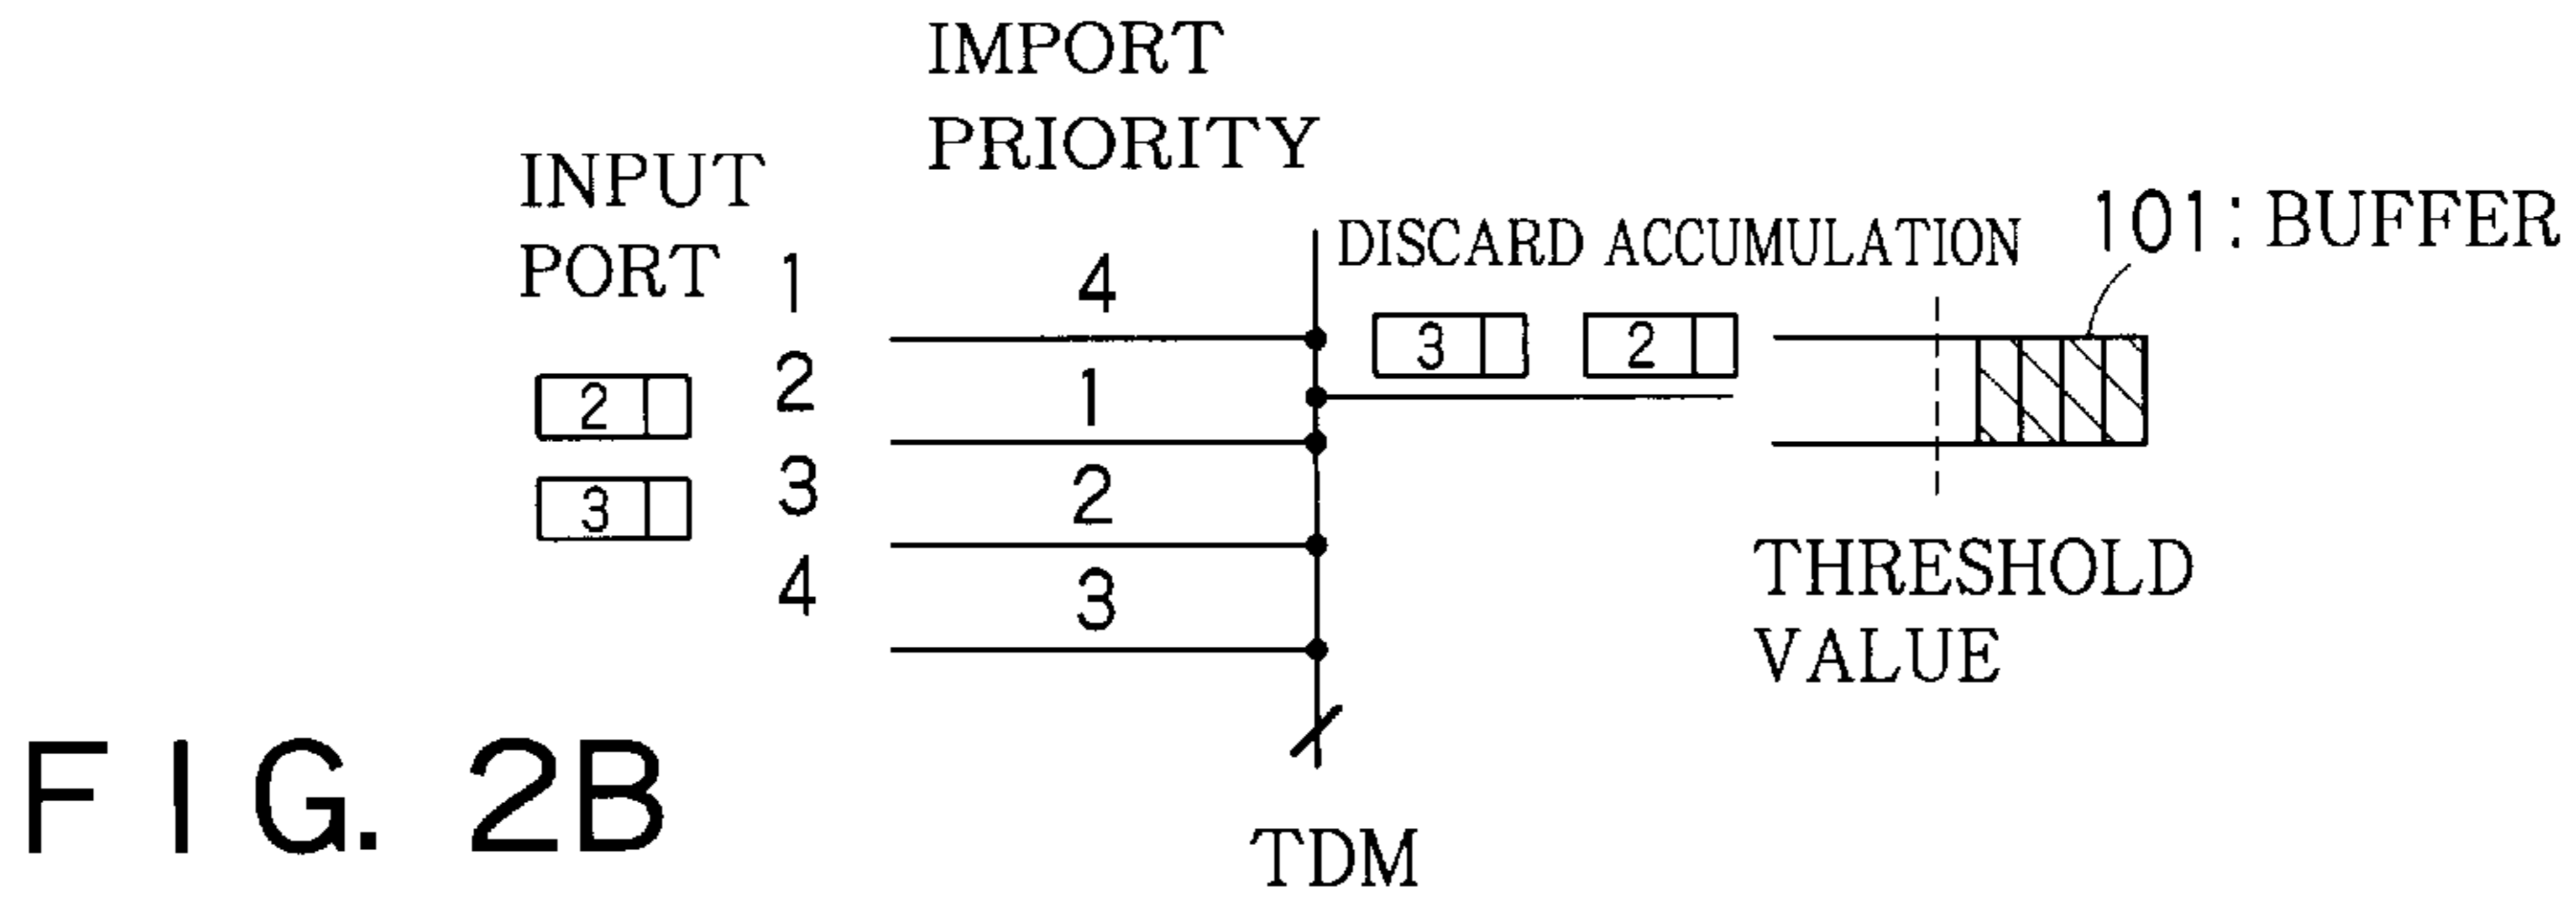 IMPORT
PRIORITY
INPUT
PORT
DISCARD ACCUMULATION
101: BUFFER
1 4
3 2
2 2 1
3 3 2
4 3
THRESHOLD
VALUE
TDM
FIG. 2B